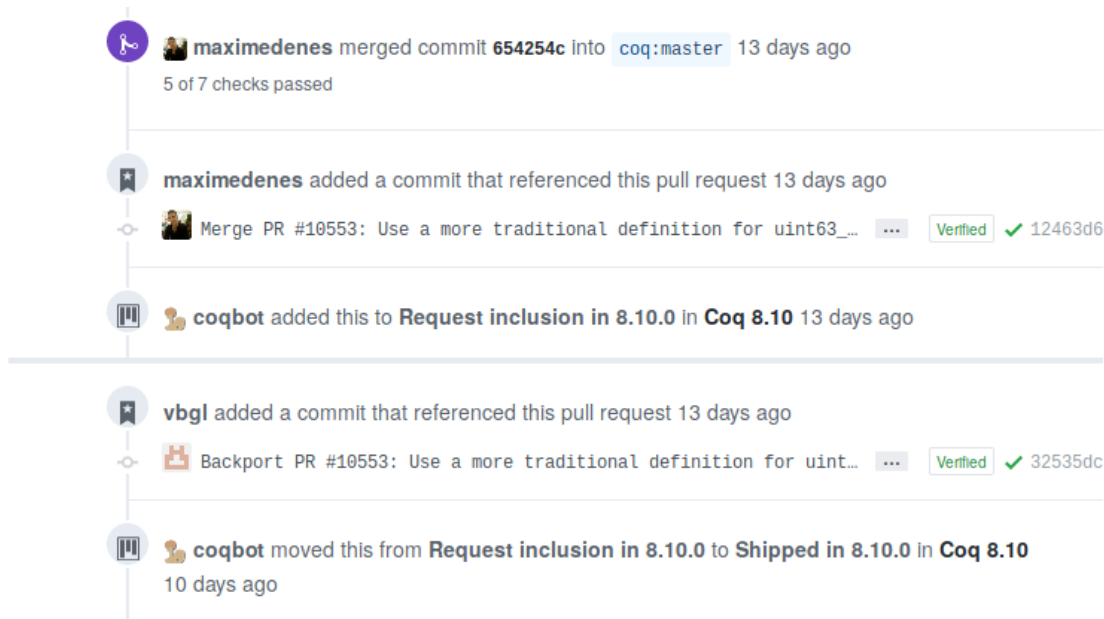 maximedenes merged commit 654254c into coq:master 13 days ago
5 of 7 checks passed
maximedenes added a commit that referenced this pull request 13 days ago
Merge PR #10553: Use a more traditional definition for uint63_… ... Verified 12463d6
coqbot added this to Request inclusion in 8.10.0 in Coq 8.10 13 days ago
vbgl added a commit that referenced this pull request 13 days ago
Backport PR #10553: Use a more traditional definition for uint… ... Verified 32535dc
coqbot moved this from Request inclusion in 8.10.0 to Shipped in 8.10.0 in Coq 8.10
10 days ago